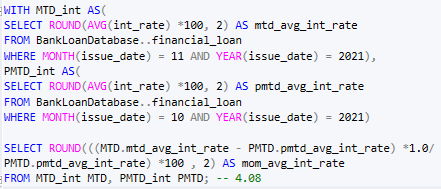 WITH MTD_int AS(
SELECT ROUND(AVG(int_rate) *100, 2) AS mtd_avg_int_rate
FROM BankLoanDatabase..financial_loan
WHERE MONTH(issue_date) = 11 AND YEAR(issue_date) = 2021),
PMTD_int AS(
SELECT ROUND(AVG(int_rate) *100, 2) AS pmtd_avg_int_rate
FROM BankLoanDatabase..financial_loan
WHERE MONTH(issue_date) = 10 AND YEAR(issue_date) = 2021)

SELECT ROUND(((MTD.mtd_avg_int_rate - PMTD.pmtd_avg_int_rate) *1.0/
PMTD.pmtd_avg_int_rate) *100 , 2) AS mom_avg_int_rate
FROM MTD_int MTD, PMTD_int PMTD; -- 4.08